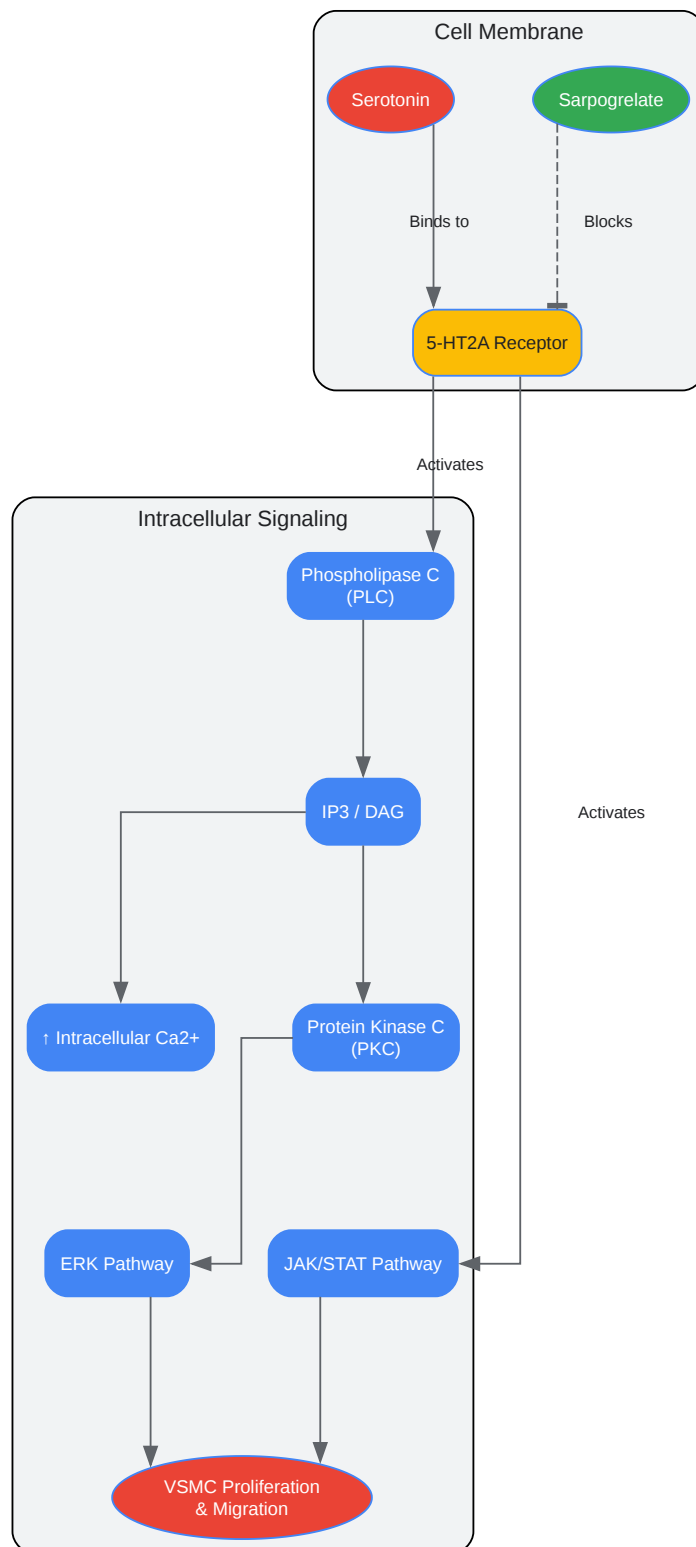 Cell Membrane
Serotonin
Sarpogrelate
Binds to
Blocks
5-HT2A Receptor
Activates
Intracellular Signaling
Phospholipase C
(PLC)
IP3 / DAG
Activates
↑ Intracellular Ca2+
Protein Kinase C
(PKC)
ERK Pathway
JAK/STAT Pathway
VSMC Proliferation
& Migration